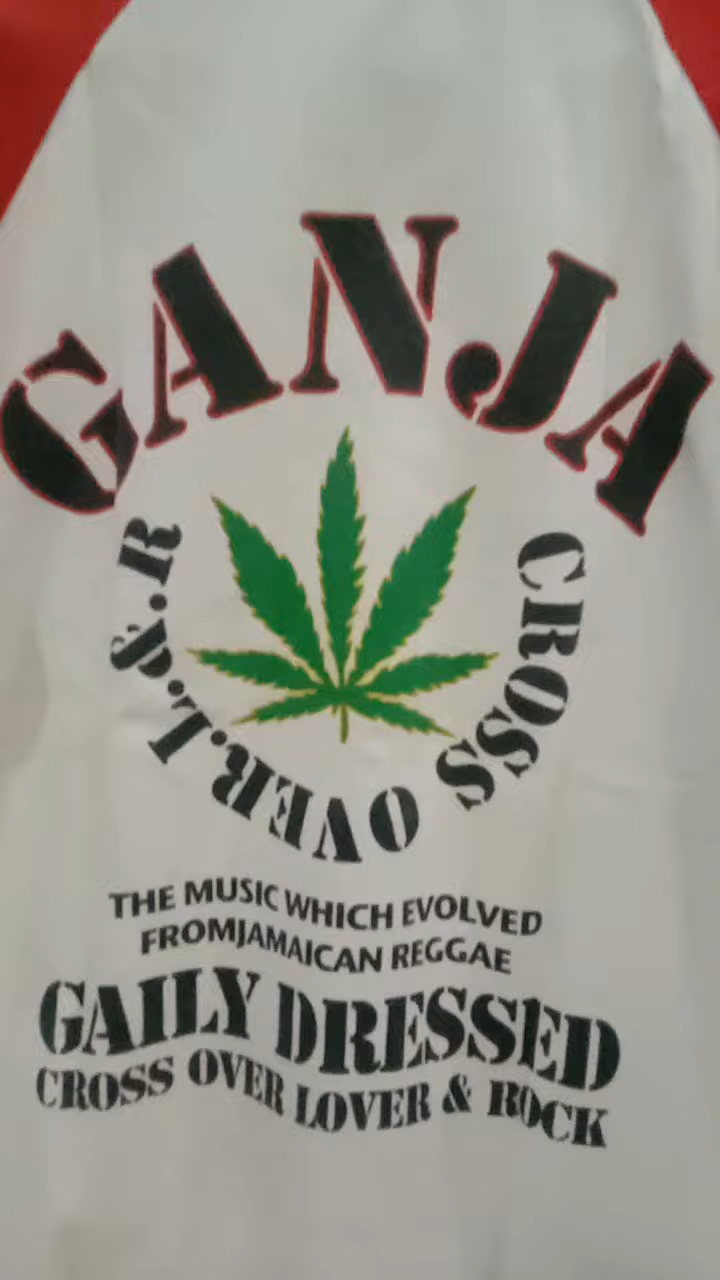 GANJA
CROSS OVER.L.&.R
THE MUSIC WHICH EVOLVED
FROMJAMAICAN REGGAE
GAILY DRESSED
CROSS OVER LOVER & ROCK